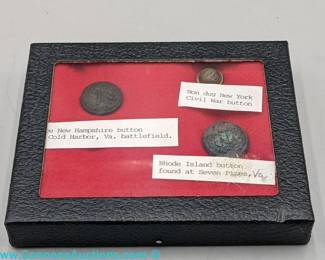 Non dug New York
Civil War button
New Hampshire button
Cold Harbor, Va. battlefield.
Rhode Island button
found at Seven Pines, Va.